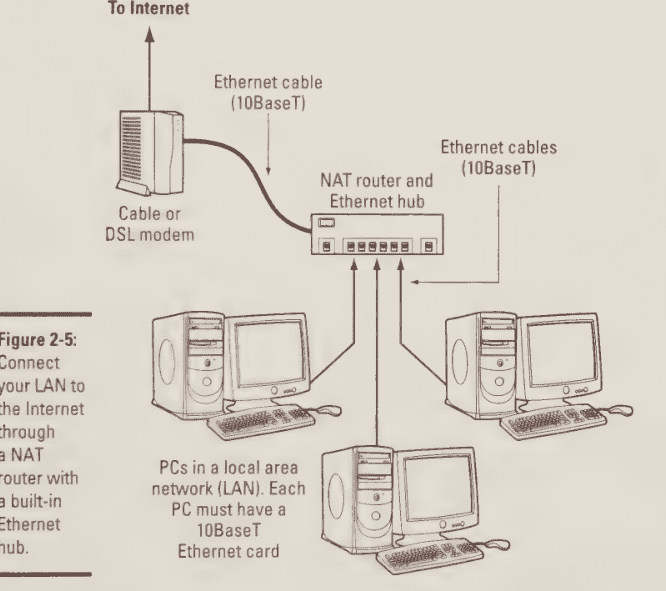 To Internet
Ethernet cable
(10BaseT)
Ethernet cables
(10BaseT)
NAT router and
Ethernet hub
Cable or
DSL modem
Figure 2-5:
Connect
your LAN to
the Internet
through
a NAT
router with
a built-in
Ethernet
hub.
PCs in a local area
network (LAN). Each
PC must have a
10BaseT
Ethernet card